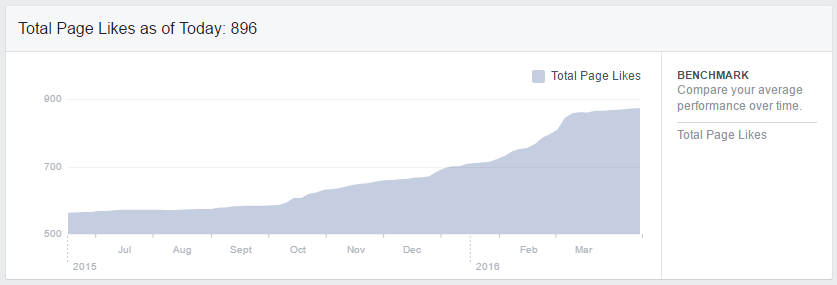 Total Page Likes as of Today: 896
Total Page Likes
BENCHMARK
Compare your average
performance over time.
Total Page Likes
900
700
500
Jul Aug Sept Oct Nov Dec Feb Mar
2015 2016